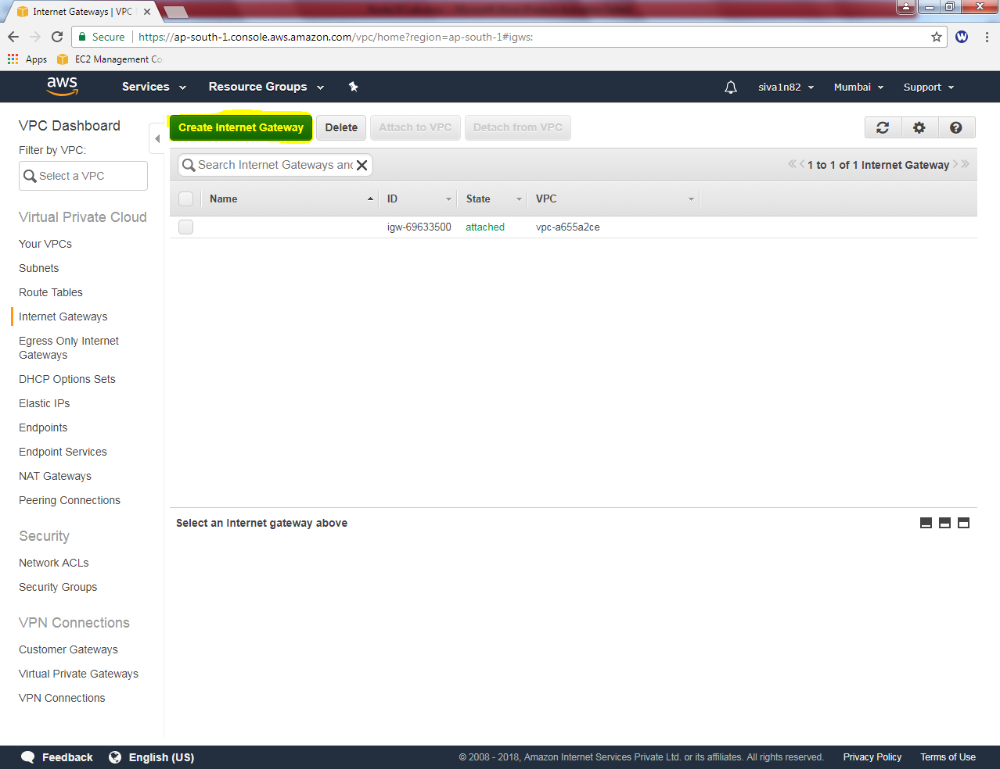 Internet Gateways | VPC
Secure
https://ap-south-1.console.aws.amazon.com/vpc/home?region=ap-south-1#igws:
Apps
EC2 Management Co
aws
Services
Resource Groups
siva1n82
Mumbai
Support
VPC Dashboard
Filter by VPC:
Select a VPC
Virtual Private Cloud
Your VPCs
Subnets
Route Tables
Internet Gateways
Egress Only Internet
Gateways
DHCP Options Sets
Elastic IPs
Endpoints
Endpoint Services
NAT Gateways
Peering Connections
Security
Network ACLs
Security Groups
VPN Connections
Customer Gateways
Virtual Private Gateways
VPN Connections
Create Internet Gateway
Delete
Attach to VPC
Detach from VPC
Search Internet Gateways and
1 to 1 of 1 Internet Gateway
Name
ID
State
VPC
igw-69633500
attached
vpc-a655a2ce
Select an internet gateway above
Feedback
English (US)
© 2008 - 2018, Amazon Internet Services Private Ltd. or its affiliates. All rights reserved.
Privacy Policy
Terms of Use